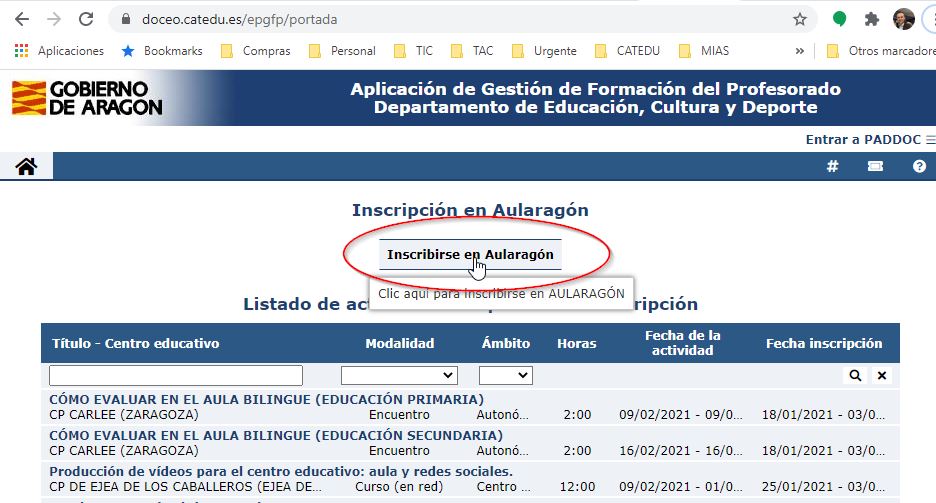 doceo.catedu.es/epgfp/portada
Aplicaciones Bookmarks Compras Personal TIC TAC Urgente CATEDU MIAS » Otros marcadore
GOBIERNO
DE ARAGON
Aplicación de Gestión de Formación del Profesorado
Departamento de Educación, Cultura y Deporte
Entrar a PADDOC
#
?
Inscripción en Aularagón
Inscribirse en Aularagón
Clic aquí para inscribirse en AULARAGÓN
Listado de ac cripción
Título - Centro educativo Modalidad Ámbito Horas Fecha de la actividad Fecha inscripción
CÓMO EVALUAR EN EL AULA BILINGUE (EDUCACIÓN PRIMARIA)
CP CARLEE (ZARAGOZA) Encuentro Autonó... 2:00 09/02/2021 - 09/0... 18/01/2021 - 03/0...
CÓMO EVALUAR EN EL AULA BILINGUE (EDUCACIÓN SECUNDARIA)
CP CARLEE (ZARAGOZA) Encuentro Autonó... 2:00 16/02/2021 - 16/0... 18/01/2021 - 03/0...
Producción de vídeos para el centro educativo: aula y redes sociales.
CP DE EJEA DE LOS CABALLEROS (EJEA DE... Curso (en red) Centro ... 12:00 09/02/2021 - 01/0... 25/01/2021 - 03/0...